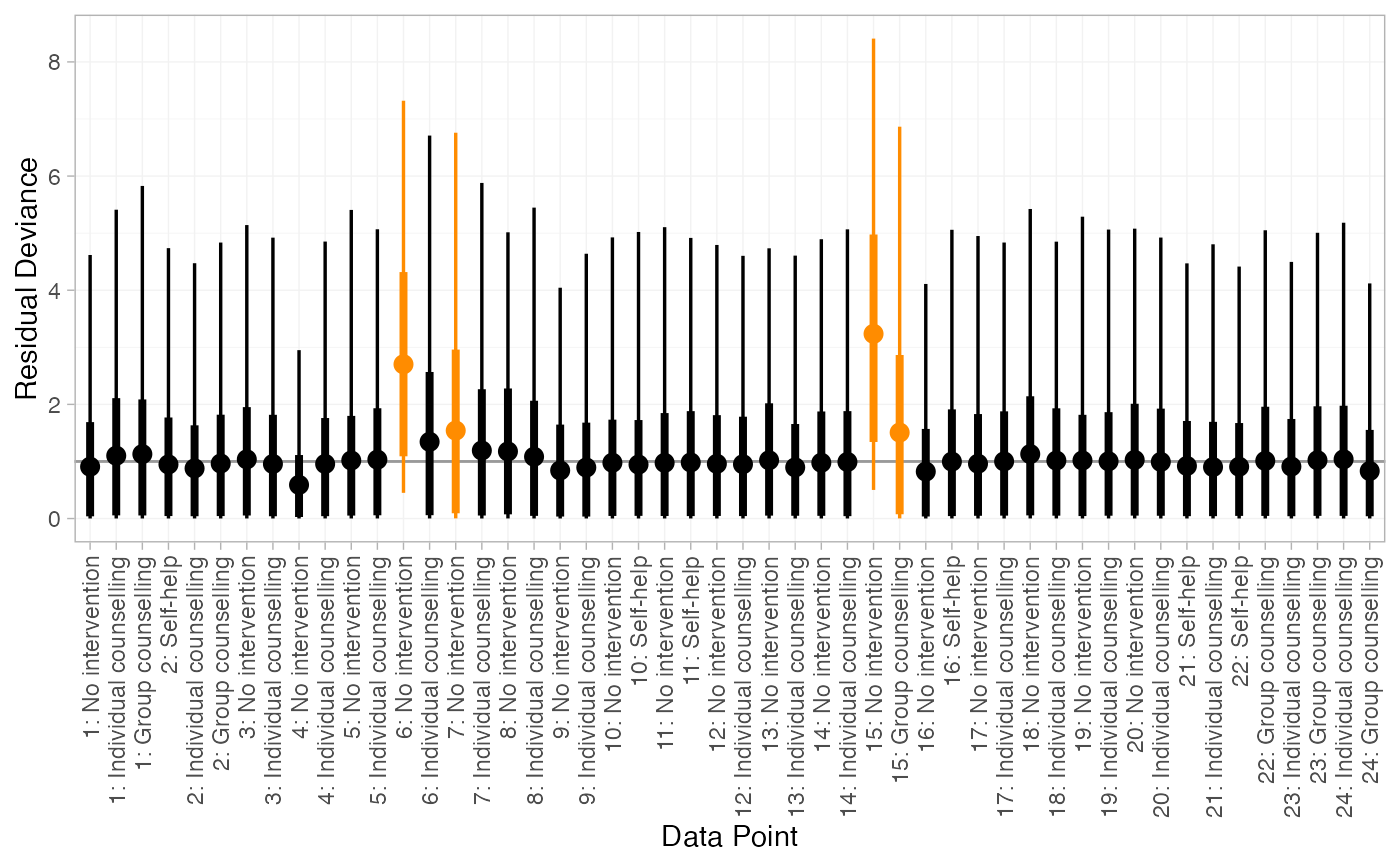 8
6
4
2
0
Residual Deviance
1: No intervention
1: Individual counselling
1: Group counselling
2: Self-help
2: Individual counselling
2: Group counselling
3: No intervention
3: Individual counselling
4: No intervention
4: Individual counselling
5: No intervention
5: Individual counselling
6: No intervention
6: Individual counselling
7: No intervention
7: Individual counselling
8: No intervention
8: Individual counselling
9: No intervention
9: Individual counselling
10: No intervention
10: Self-help
11: No intervention
11: Self-help
12: No intervention
12: Individual counselling
13: No intervention
13: Individual counselling
14: No intervention
14: Individual counselling
15: No intervention
15: Group counselling
16: No intervention
16: Self-help
17: No intervention
17: Individual counselling
18: No intervention
18: Individual counselling
19: No intervention
19: Individual counselling
20: No intervention
20: Individual counselling
21: Self-help
21: Individual counselling
22: Self-help
22: Group counselling
23: Individual counselling
23: Group counselling
24: Individual counselling
24: Group counselling
Data Point